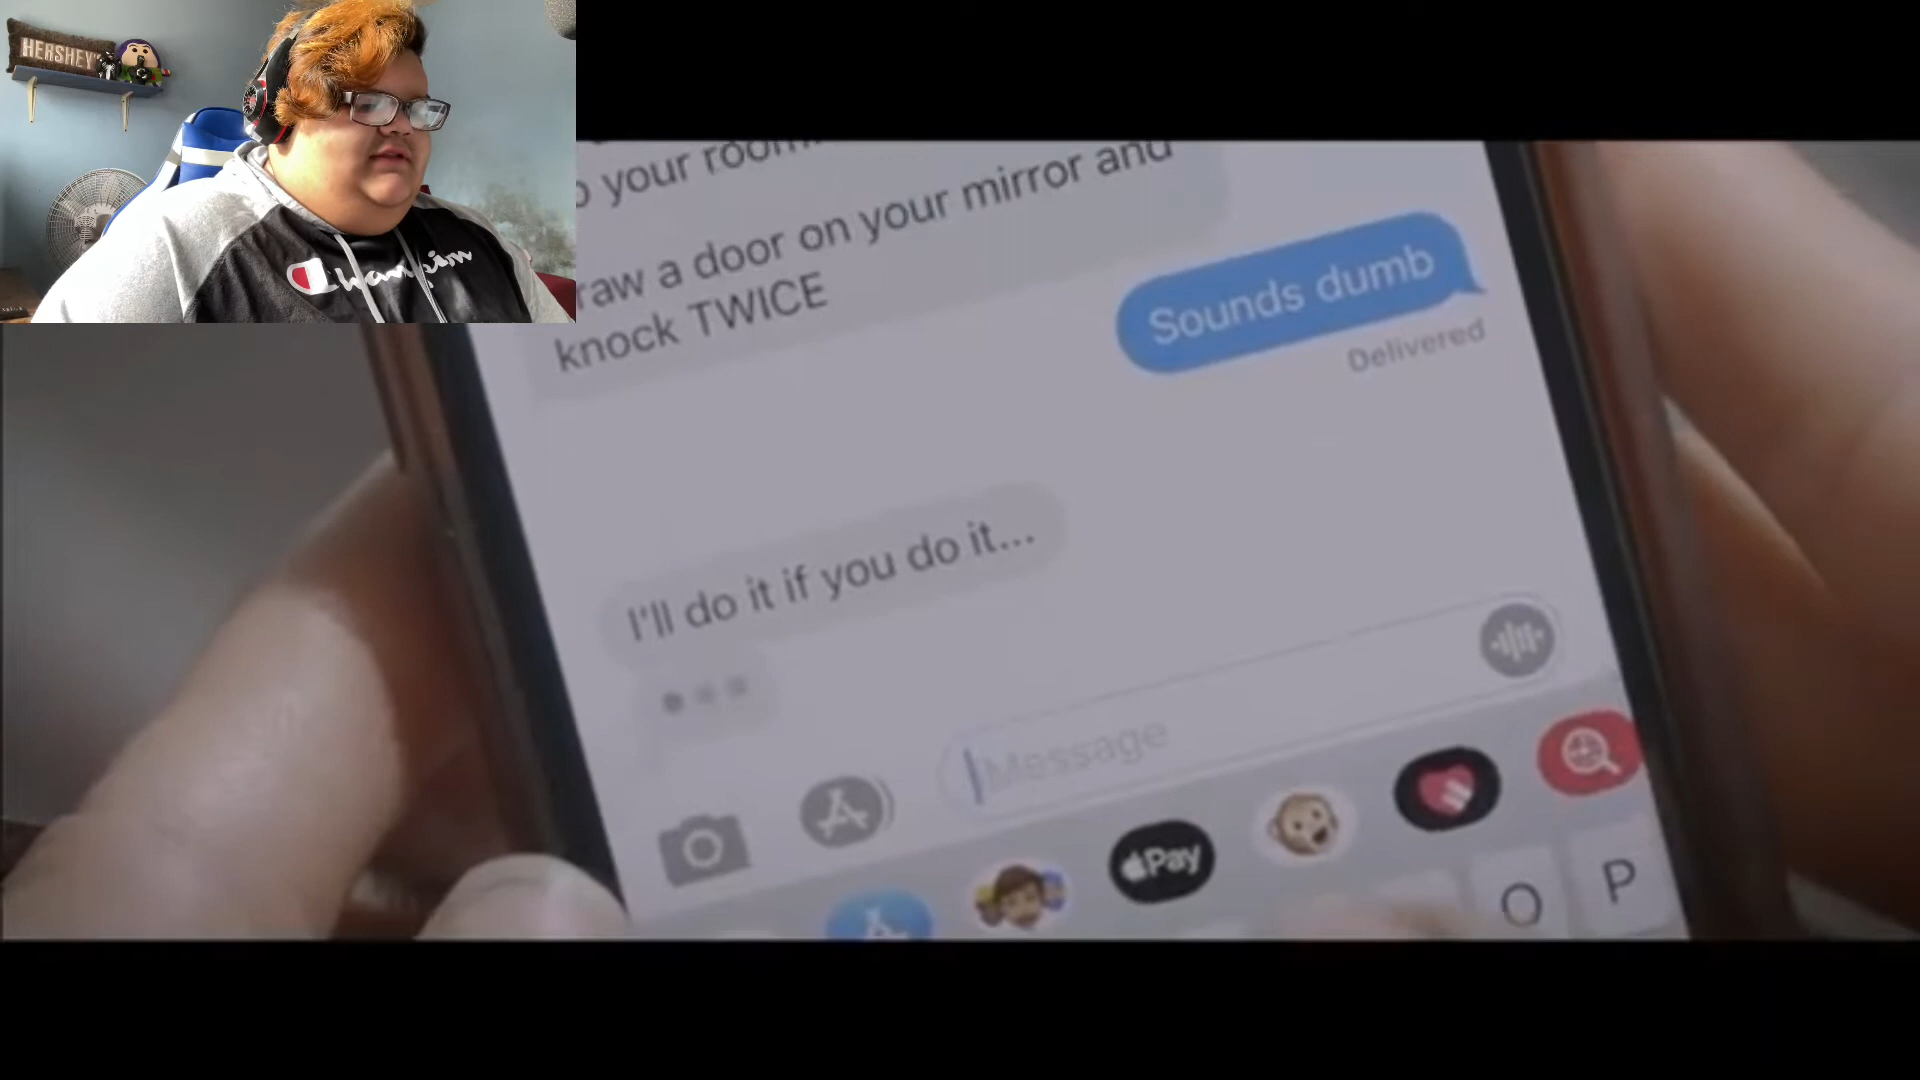 HERSHEY'S
Champion
your room
raw a door on your mirror and
knock TWICE
Sounds dumb
Delivered
I'll do it if you do it...
Message
Pay
O P